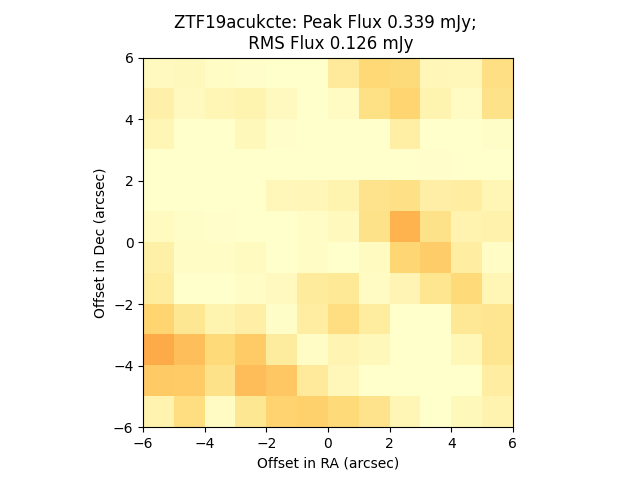 ZTF19acukcte: Peak Flux 0.339 mJy;
RMS Flux 0.126 mJy
6
4
2
0
−2
−4
−6
Offset in Dec (arcsec)
−6 −4 −2 0 2 4 6
Offset in RA (arcsec)